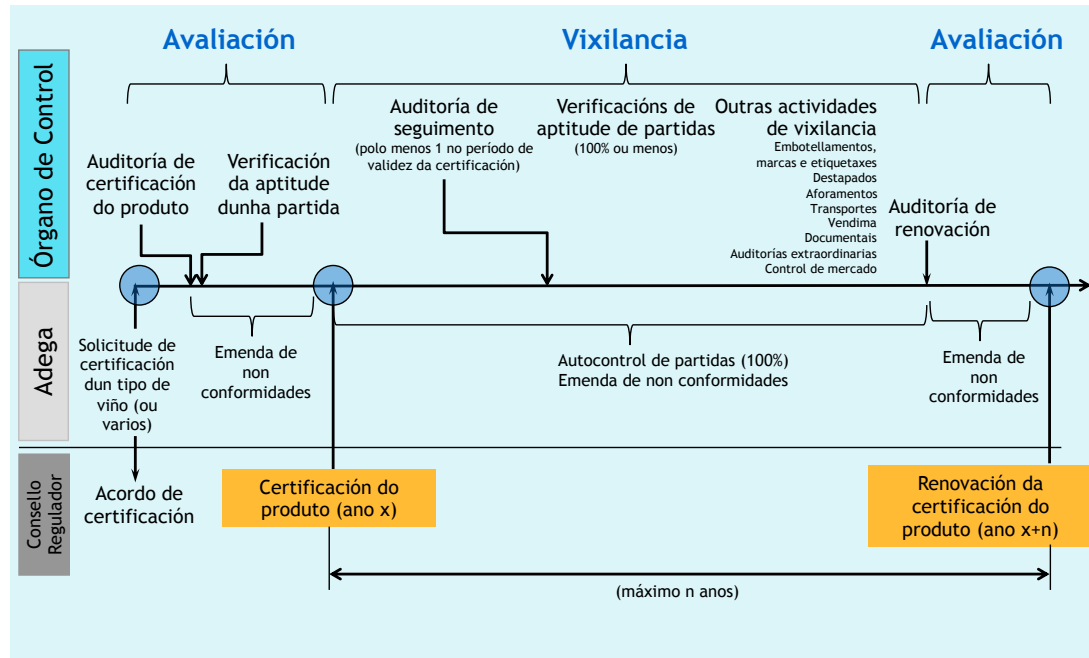 Avaliación
Vixilancia
Avaliación
Órgano de Control
Auditoría de
certificación
do produto
Verificación
da aptitude
dunha partida
Auditoría de
seguimento
(polo menos 1 no período de
validez da certificación)
Verificacións de
aptitude de partidas
(100% ou menos)
Outras actividades
de vixilancia
Embotellamentos,
marcas e etiquetaxes
Destapados
Aforamentos
Transportes
Vendima
Documentais
Auditorías extraordinarias
Control de mercado
Auditoría de
renovación
Adega
Solicitude de
certificación
dun tipo de
viño (ou
varios)
Emenda de
non
conformidades
Autocontrol de partidas (100%)
Emenda de non conformidades
Emenda de
non
conformidades
Consello
Regulador
Acordo de
certificación
Certificación do
produto (ano x)
Renovación da
certificación do
produto (ano x+n)
(máximo n anos)